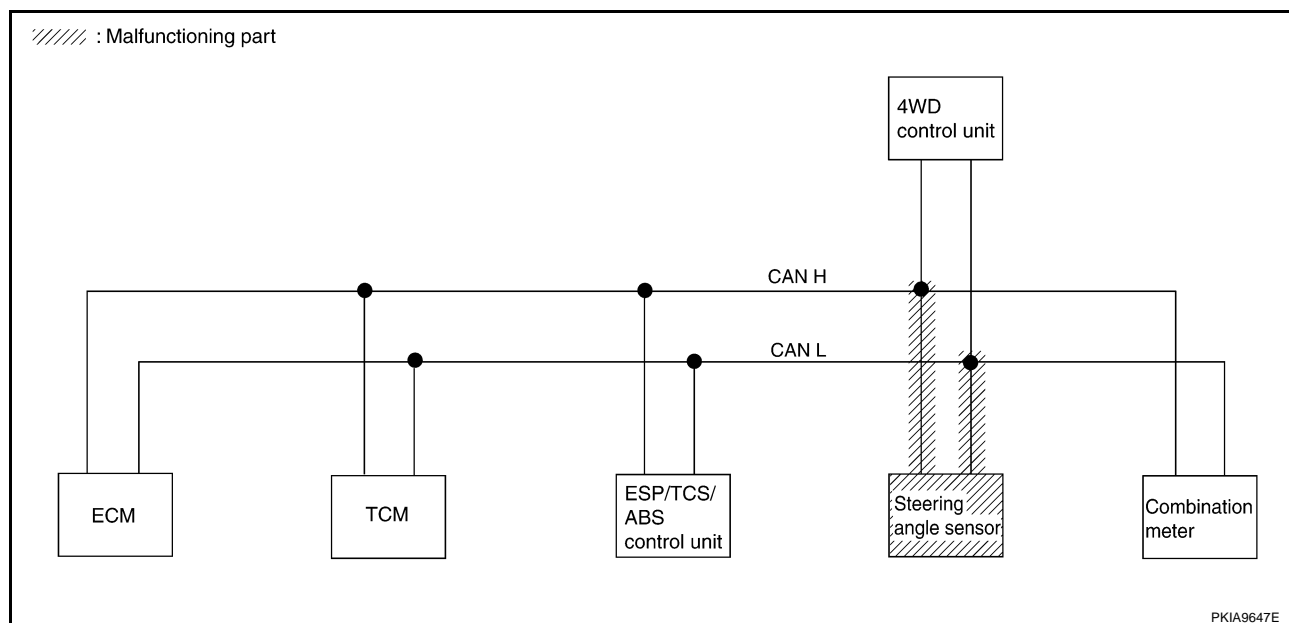 : Malfunctioning part
4WD
control unit
CAN H
CAN L
ECM
TCM
ESP/TCS/
ABS
control unit
Steering
angle sensor
Combination
meter
PKIA9647E